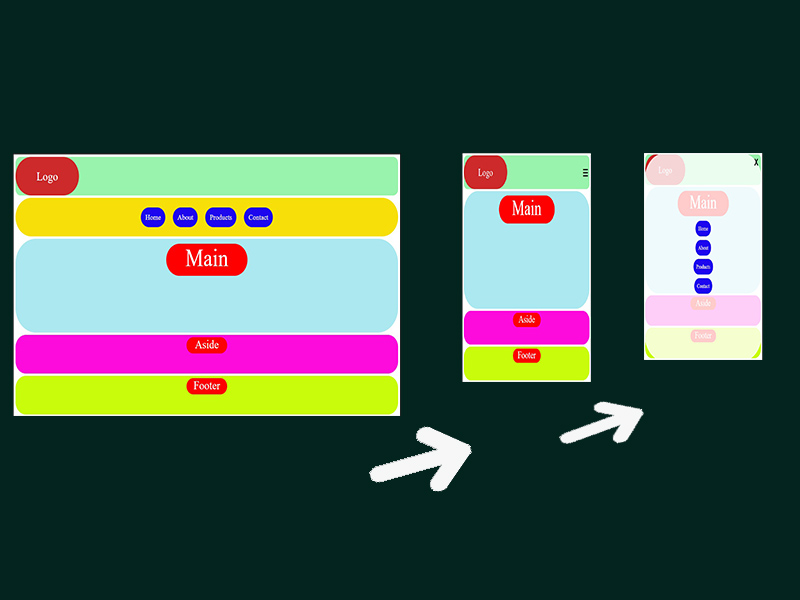 Logo
Home About Products Contact
Main
Aside
Footer
Logo
Main
Aside
Footer
Logo
X
Main
Home
About
Products
Contact
Aside
Footer